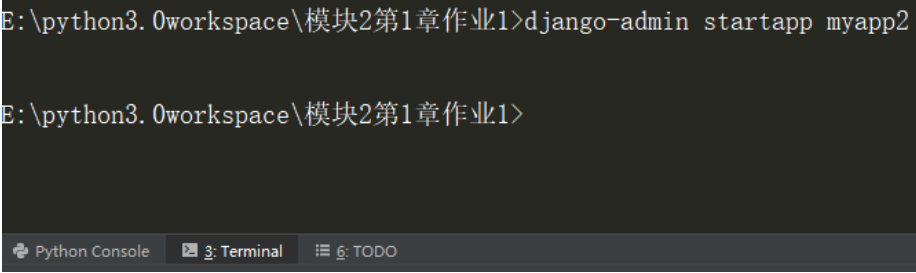 E:\python3.0workspace\模块2第1章作业1>django-admin startapp myapp2
E:\python3.0workspace\模块2第1章作业1>
Python Console 3: Terminal 6: TODO